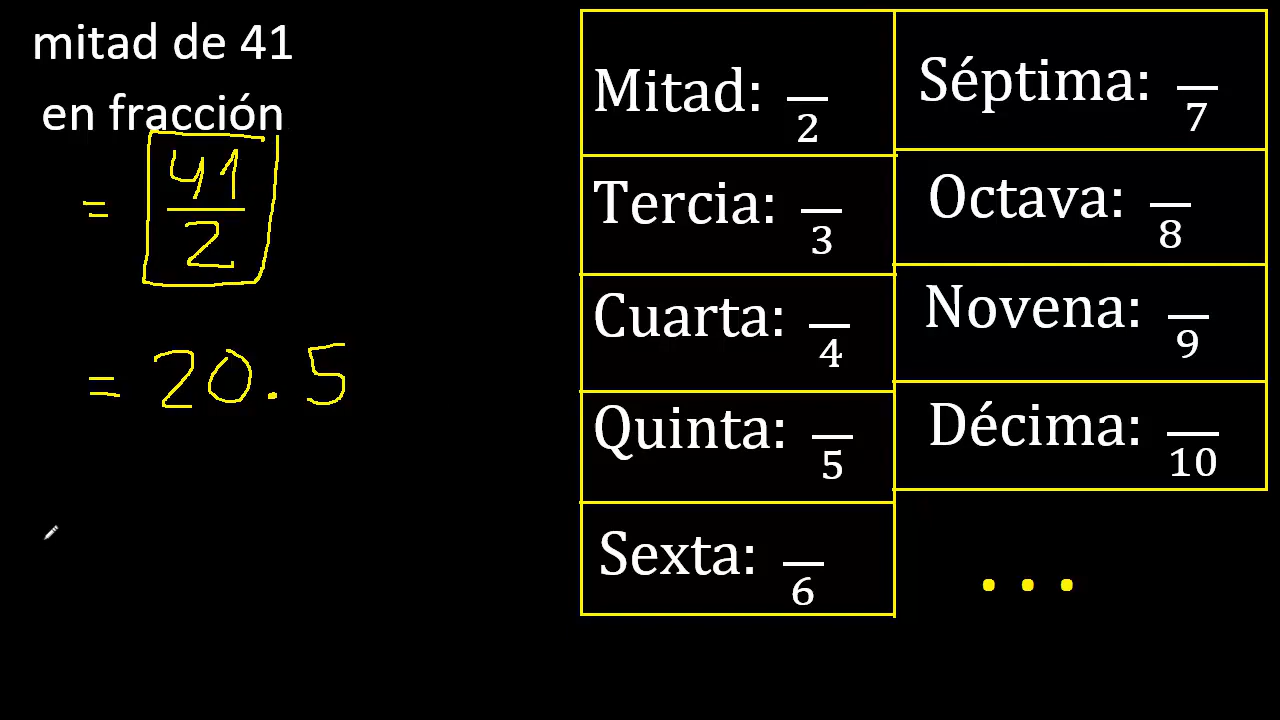 mitad de 41
en fracción
= 41/2
= 20.5
Mitad: _/2
Tercia: _/3
Cuarta: _/4
Quinta: _/5
Sexta: _/6
Séptima: _/7
Octava: _/8
Novena: _/9
Décima: _/10
...